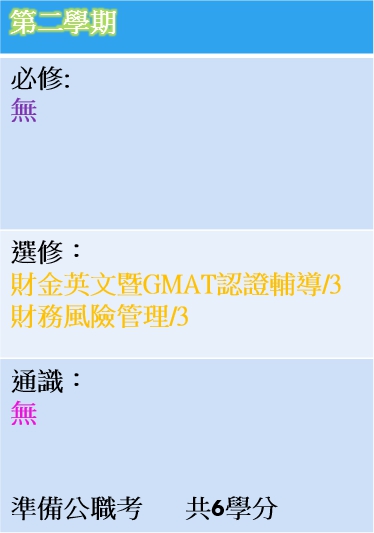 第二學期
必修:
無
選修：
財金英文暨GMAT認證輔導/3
財務風險管理/3
通識：
無
準備公職考 共6學分